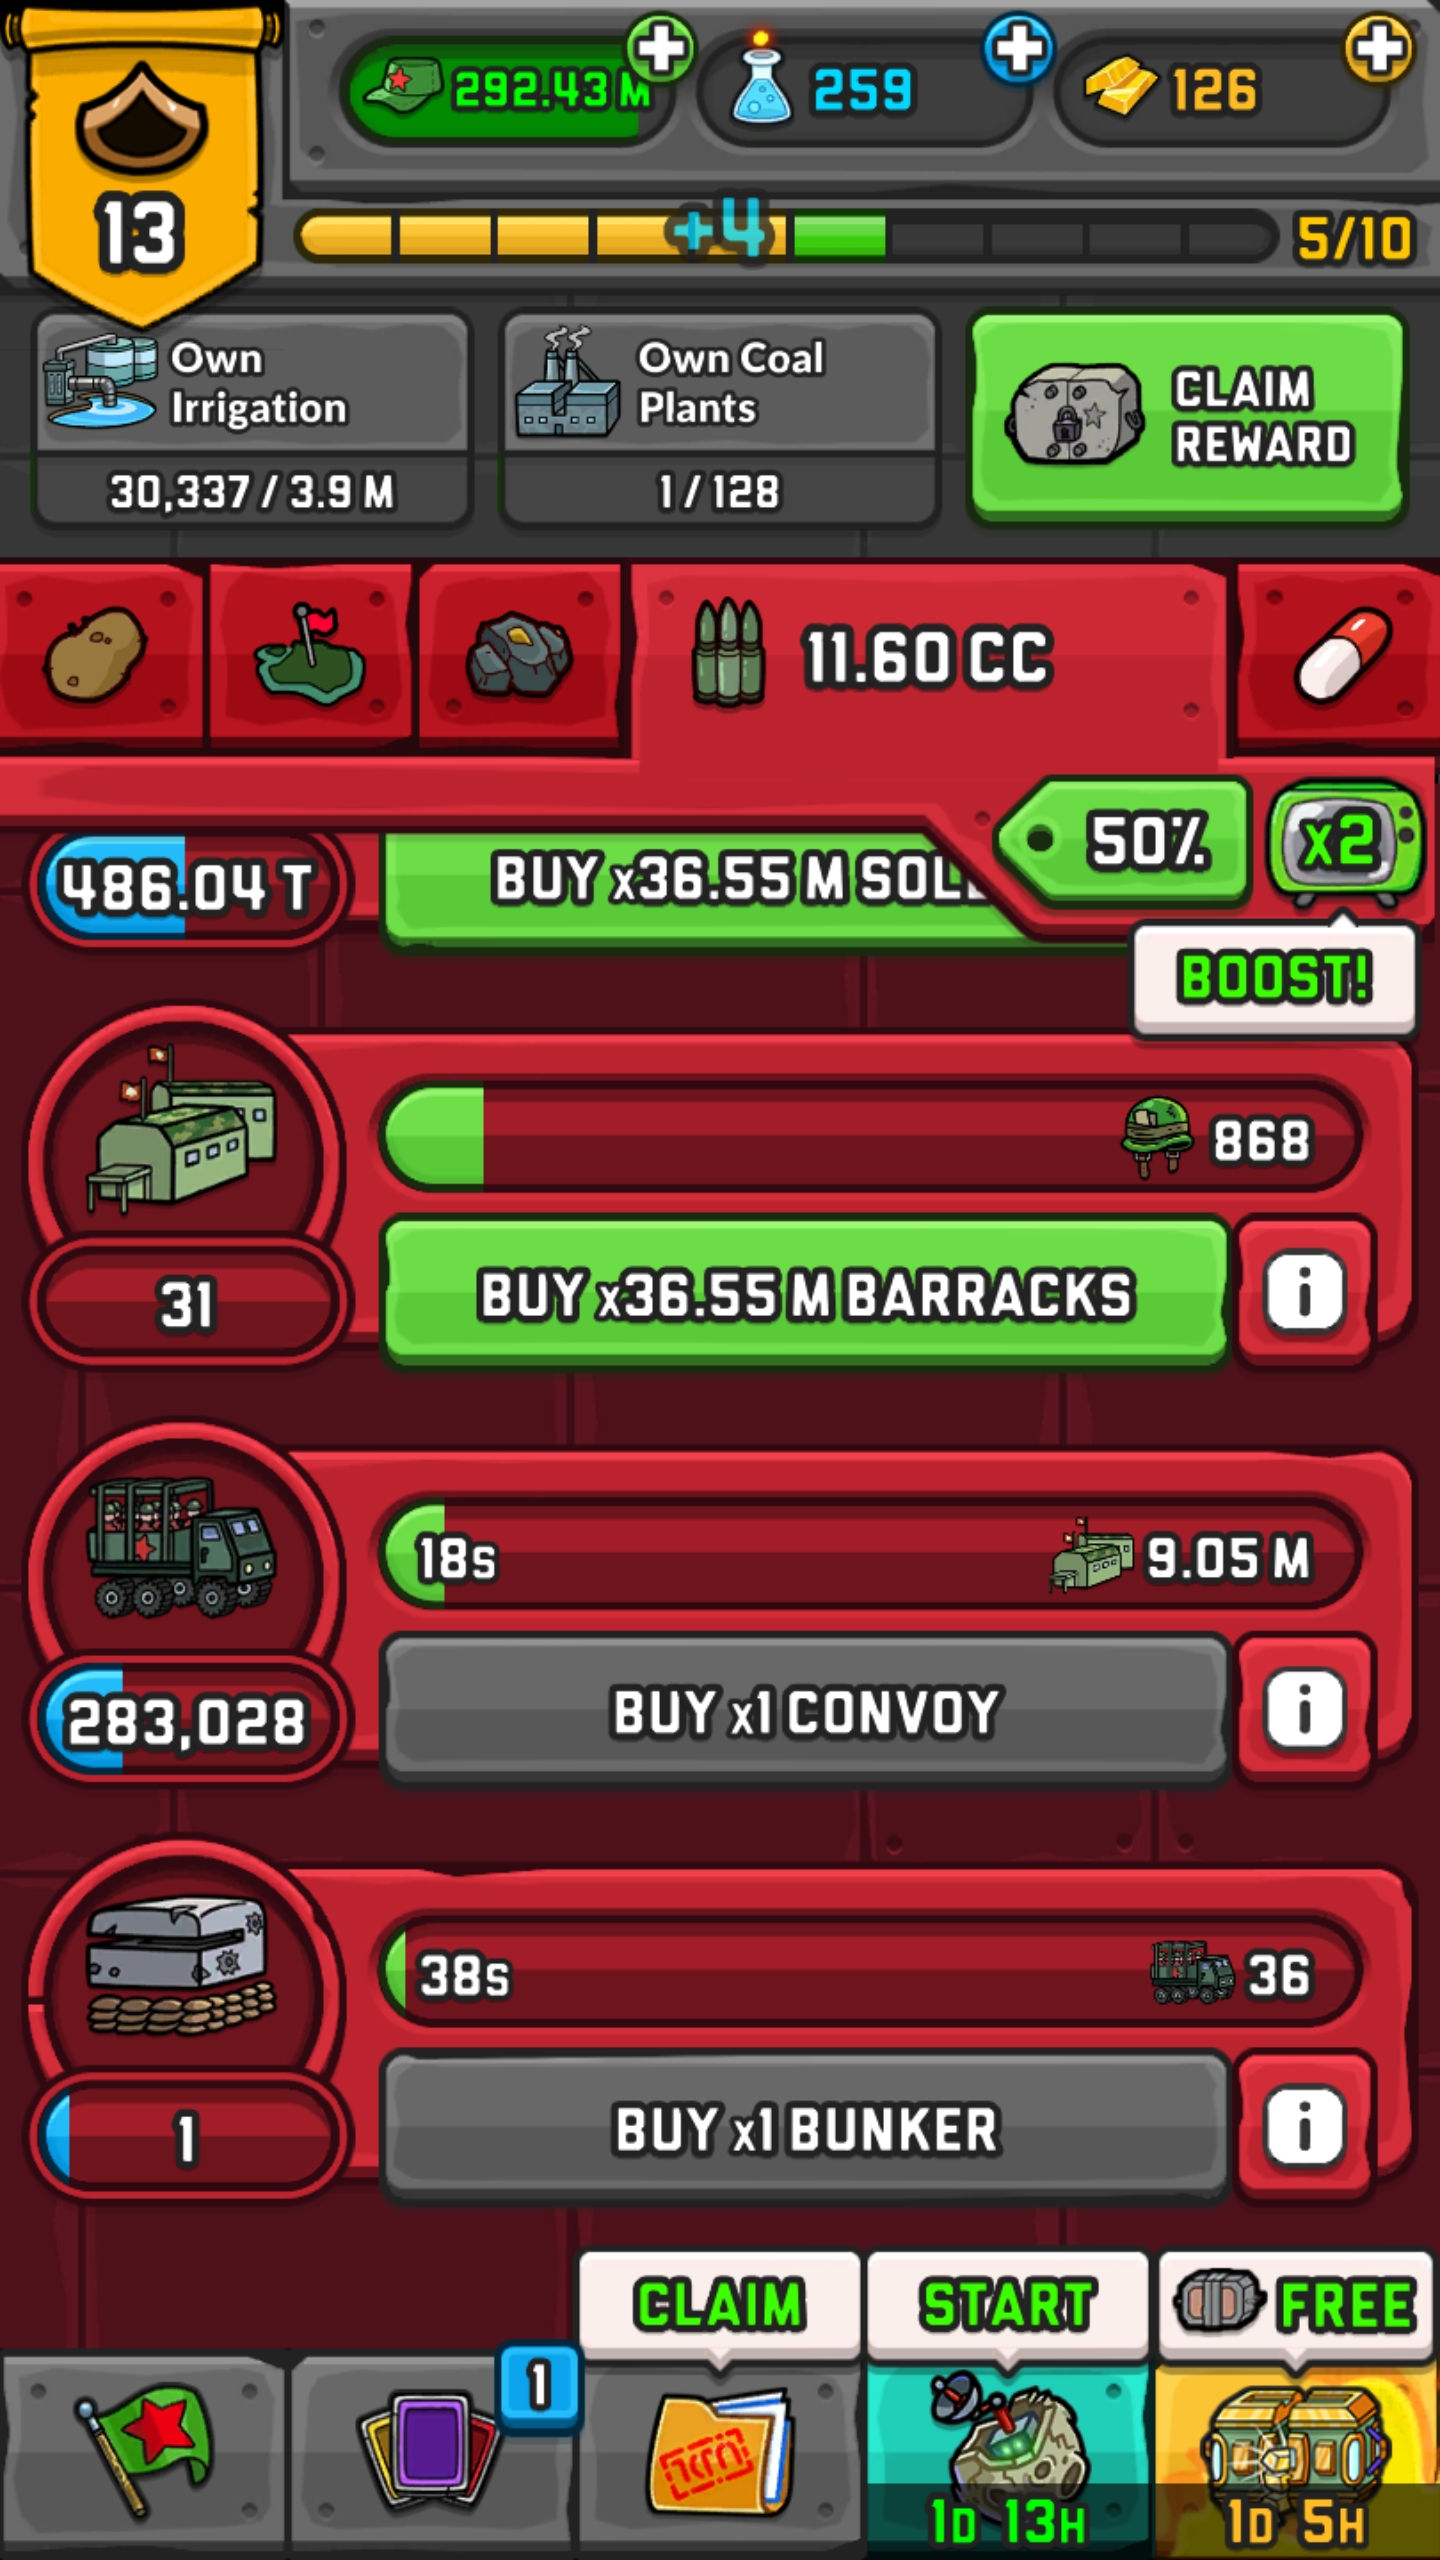 292.43 M
259
126
13
+4
5/10
Own
Irrigation
30,337 / 3.9 M
Own Coal
Plants
1 / 128
CLAIM
REWARD
11.60 CC
50%
x2
BOOST!
486.04 T
BUY x36.55 M
868
31
BUY x36.55 M BARRACKS
18s
9.05 M
283,028
BUY x1 CONVOY
38s
36
1
BUY x1 BUNKER
CLAIM
START
FREE
1
1D 13H
1D 5H